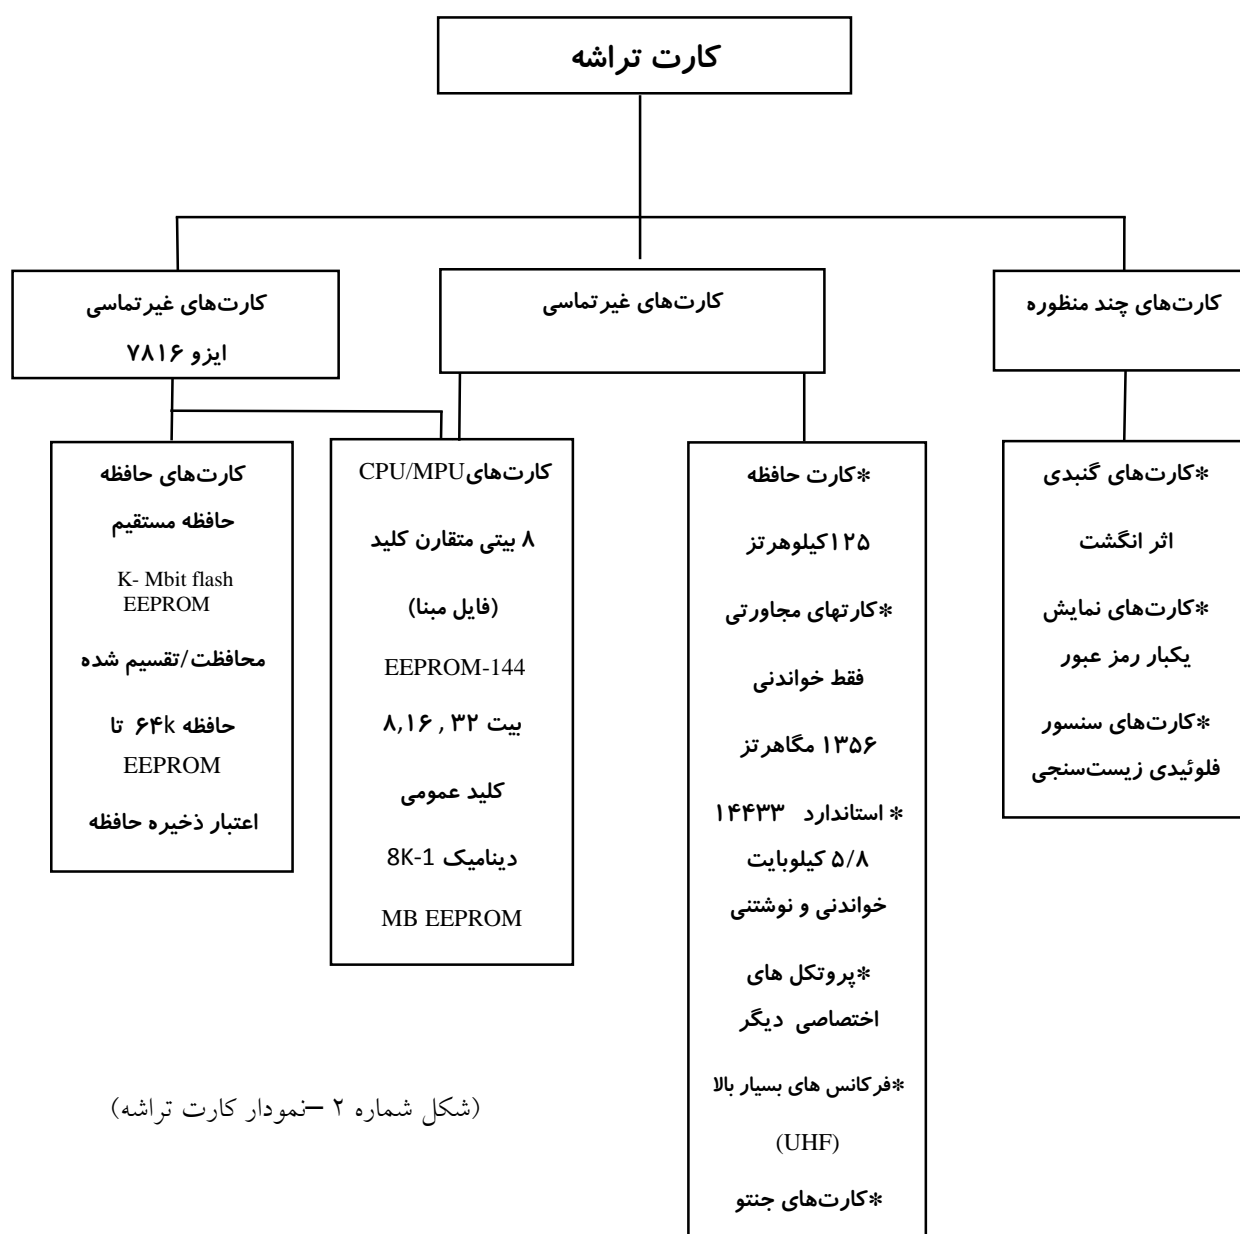 کارت تراشه
کارت‌های چند منظوره
کارت‌های غیرتماسی
کارت‌های غیرتماسی
ایزو ۷۸۱۶
*کارت‌های گنبدی
اثر انگشت
*کارت‌های نمایش
یکبار رمز عبور
*کارت‌های سنسور
فلوئیدی زیست‌سنجی
*کارت حافظه
۱۲۵کیلوهرتز
*کارتهای مجاورتی
فقط خواندنی
۱۳۵۶ مگاهرتز
* استاندارد ۱۴۴۳۳
۵/۸ کیلوبایت
خواندنی و نوشتنی
*پروتکل های
اختصاصی دیگر
*فرکانس های بسیار بالا
(UHF)
*کارت‌های جنتو
کارت‌هایCPU/MPU
۸ بیتی متقارن کلید
(فایل مبنا)
EEPROM-144
بیت ۳۲ , ۸,۱۶
کلید عمومی
دینامیک 8K-1
MB EEPROM
کارت‌های حافظه
حافظه مستقیم
K- Mbit flash
EEPROM
محافظت/تقسیم شده
حافظه ۶۴k تا
EEPROM
اعتبار ذخیره حافظه
(شکل شماره ۲ –نمودار کارت تراشه)